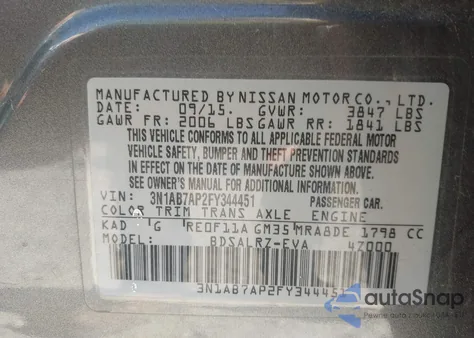 MANUFACTURED BY NISSAN MOTOR CO., LTD.
DATE: 09/15 GVWR: 3847 LBS
GAWR FR: 2006 LBS GAWR RR: 1841 LBS
THIS VEHICLE CONFORMS TO ALL APPLICABLE FEDERAL MOTOR
VEHICLE SAFETY, BUMPER AND THEFT PREVENTION STANDARDS
IN EFFECT ON THE DATE OF MANUFACTURE SHOWN ABOVE.
SEE OWNER'S MANUAL FOR ADDITIONAL INFORMATION.
VIN: 3N1AB7AP2FY344451 PASSENGER CAR.
COLOR TRIM TRANS AXLE ENGINE
KAD G RE0F11A GM35 MRA8DE 1798 CC
MODEL: BDSALRZ-EVA 47000
3N1AB7AP2FY344451
autoSnap